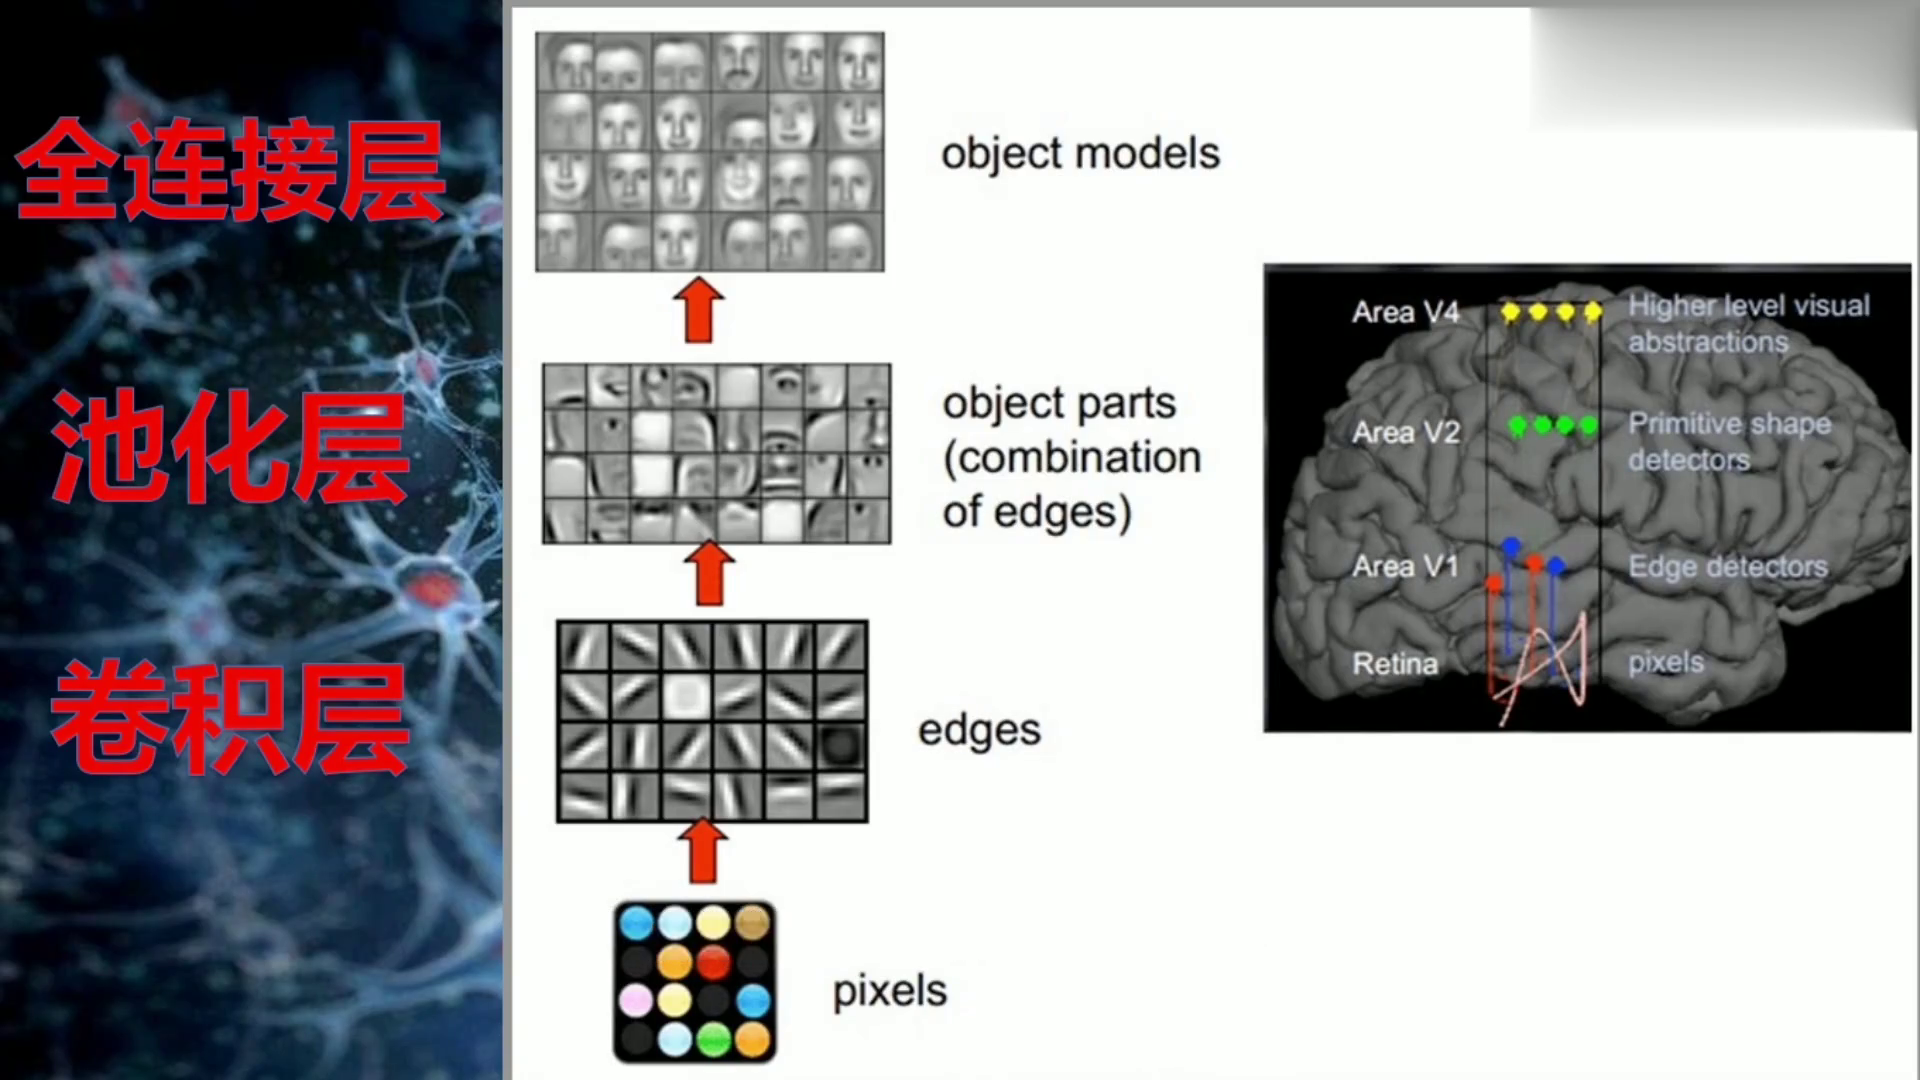 全连接层
池化层
卷积层
object models
object parts
(combination
of edges)
edges
pixels
Area V4
Higher level visual
abstractions
Area V2
Primitive shape
detectors
Area V1
Edge detectors
Retina
pixels